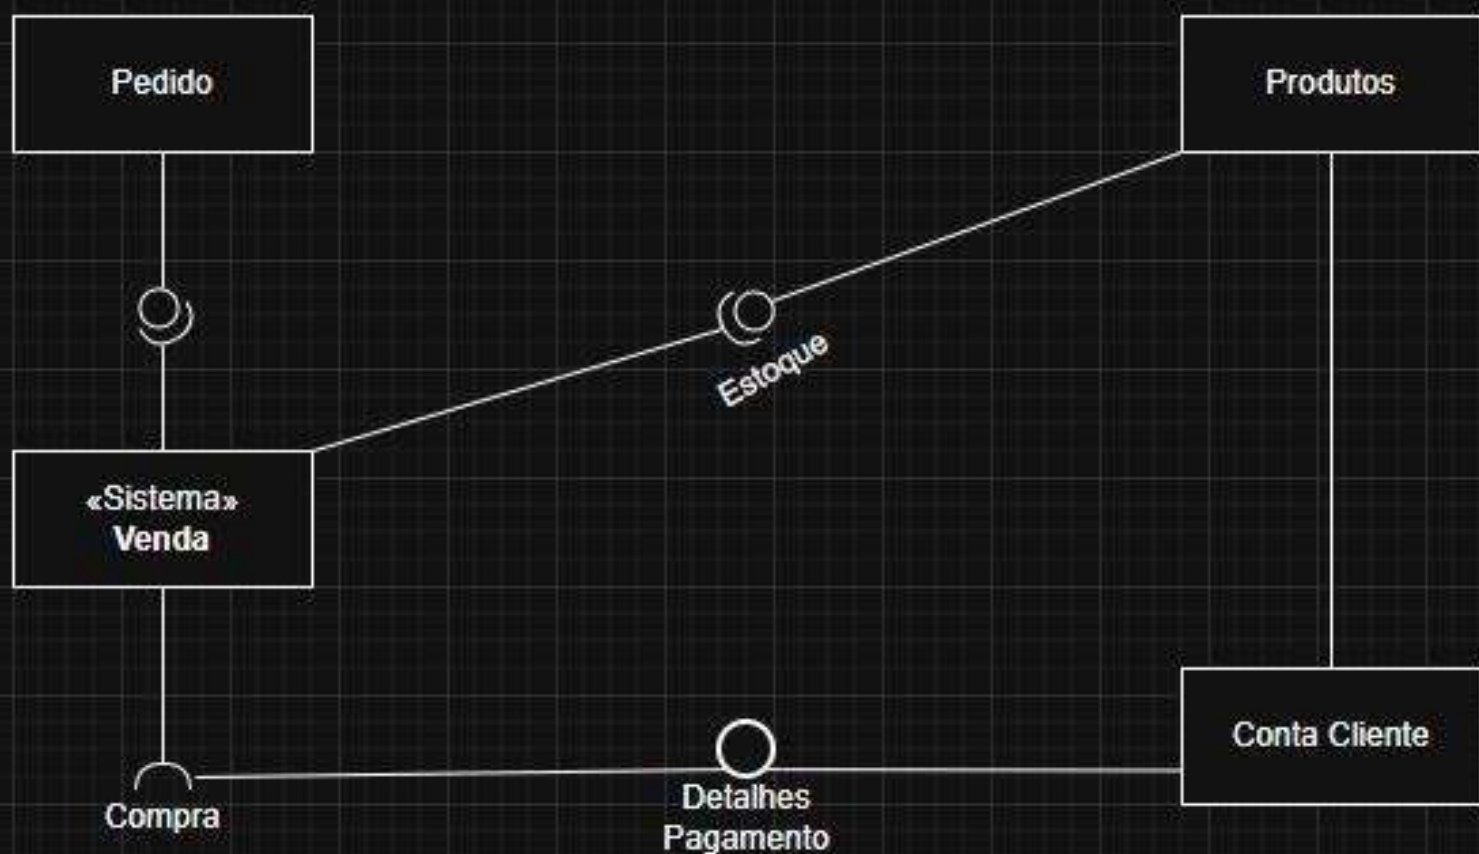 Pedido
Produtos
Estoque
«Sistema»
Venda
Conta Cliente
Compra
Detalhes
Pagamento